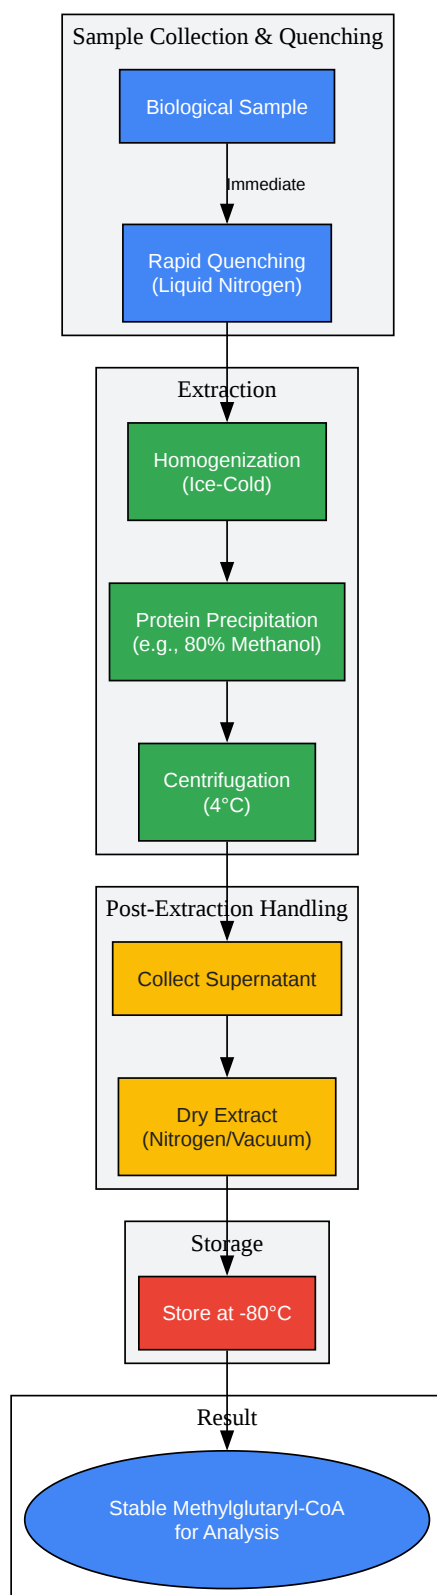 Sample Collection & Quenching
Biological Sample
Immediate
Rapid Quenching
(Liquid Nitrogen)
Extraction
Homogenization
(Ice-Cold)
Protein Precipitation
(e.g., 80% Methanol)
Centrifugation
(4°C)
Post-Extraction Handling
Collect Supernatant
Dry Extract
(Nitrogen/Vacuum)
Storage
Store at -80°C
Result
Stable Methylglutaryl-CoA
for Analysis